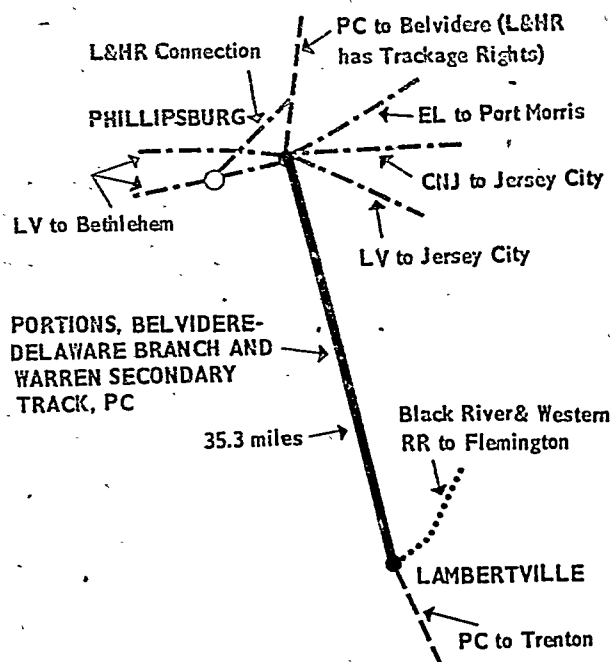 PC to Belvidere (L&HR
has Trackage Rights)
L&HR Connection
PHILLIPSBURG
EL to Port Morris
CNJ to Jersey City
LV to Bethlehem
LV to Jersey City
PORTIONS, BELVIDERE-
DELAWARE BRANCH AND
WARREN SECONDARY
TRACK, PC
35.3 miles
Black River & Western
RR to Flemington
LAMBERTVILLE
PC to Trenton